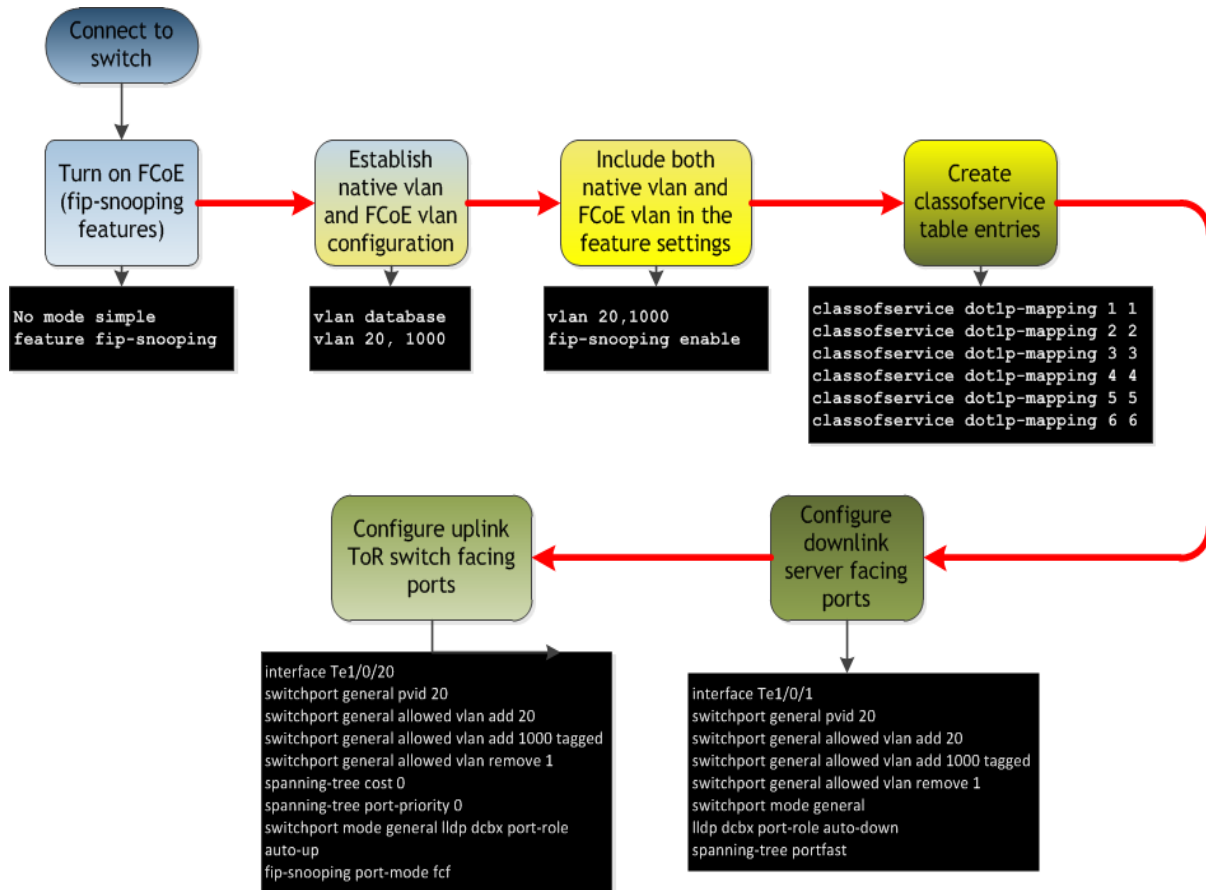 Connect to
switch
Turn on FCoE
(fip-snooping
features)
No mode simple
feature fip-snooping
Establish
native vlan
and FCoE vlan
configuration
vlan database
vlan 20, 1000
Include both
native vlan and
FCoE vlan in the
feature settings
vlan 20,1000
fip-snooping enable
Create
classofservice
table entries
classofservice dot1p-mapping 1 1
classofservice dot1p-mapping 2 2
classofservice dot1p-mapping 3 3
classofservice dot1p-mapping 4 4
classofservice dot1p-mapping 5 5
classofservice dot1p-mapping 6 6
Configure
downlink
server facing
ports
interface Te1/0/1
switchport general pvid 20
switchport general allowed vlan add 20
switchport general allowed vlan add 1000 tagged
switchport general allowed vlan remove 1
switchport mode general
lldp dcbx port-role auto-down
spanning-tree portfast
Configure uplink
ToR switch facing
ports
interface Te1/0/20
switchport general pvid 20
switchport general allowed vlan add 20
switchport general allowed vlan add 1000 tagged
switchport general allowed vlan remove 1
spanning-tree cost 0
spanning-tree port-priority 0
switchport mode general lldp dcbx port-role
auto-up
fip-snooping port-mode fcf